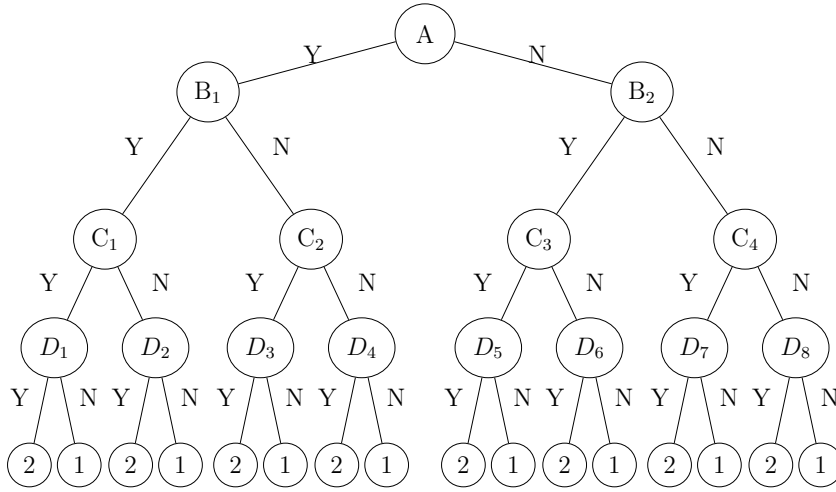 A
Y N
B₁ B₂
Y N Y N
C₁ C₂ C₃ C₄
Y N Y N Y N Y N
D₁ D₂ D₃ D₄ D₅ D₆ D₇ D₈
Y N Y N Y N Y N Y N Y N Y N Y N
2 1 2 1 2 1 2 1 2 1 2 1 2 1 2 1